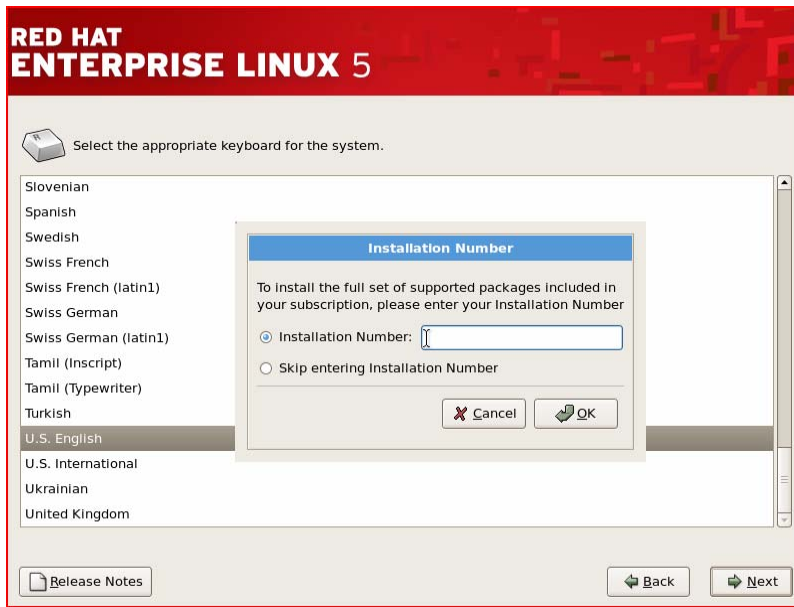 RED HAT
ENTERPRISE LINUX 5
R
Select the appropriate keyboard for the system.
Slovenian
Spanish
Swedish
Swiss French
Swiss French (latin1)
Swiss German
Swiss German (latin1)
Tamil (Inscript)
Tamil (Typewriter)
Turkish
U.S. English
U.S. International
Ukrainian
United Kingdom
Installation Number
To install the full set of supported packages included in
your subscription, please enter your Installation Number
Installation Number:
Skip entering Installation Number
Cancel
OK
Release Notes
Back
Next